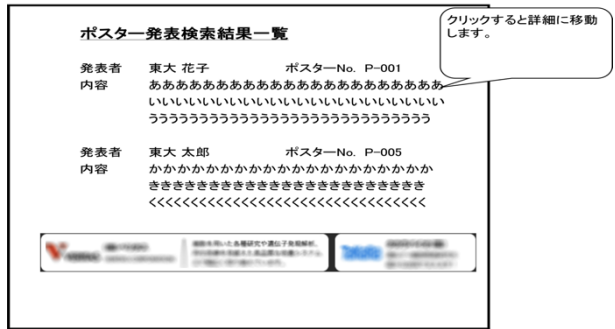 ポスター発表検索結果一覧
クリックすると詳細に移動
します。
発表者 東大 花子 ポスターNo. P-001
内容 ああああああああああああああああああああああ
いいいいいいいいいいいいいいいいいいいいいいい
ううううううううううううううううううううううう
発表者 東大 太郎 ポスターNo. P-005
内容 かかかかかかかかかかかかかかかかかかかか
ききききききききききききききききききききききき
くくくくくくくくくくくくくくくくくくくくくくくくくくくく